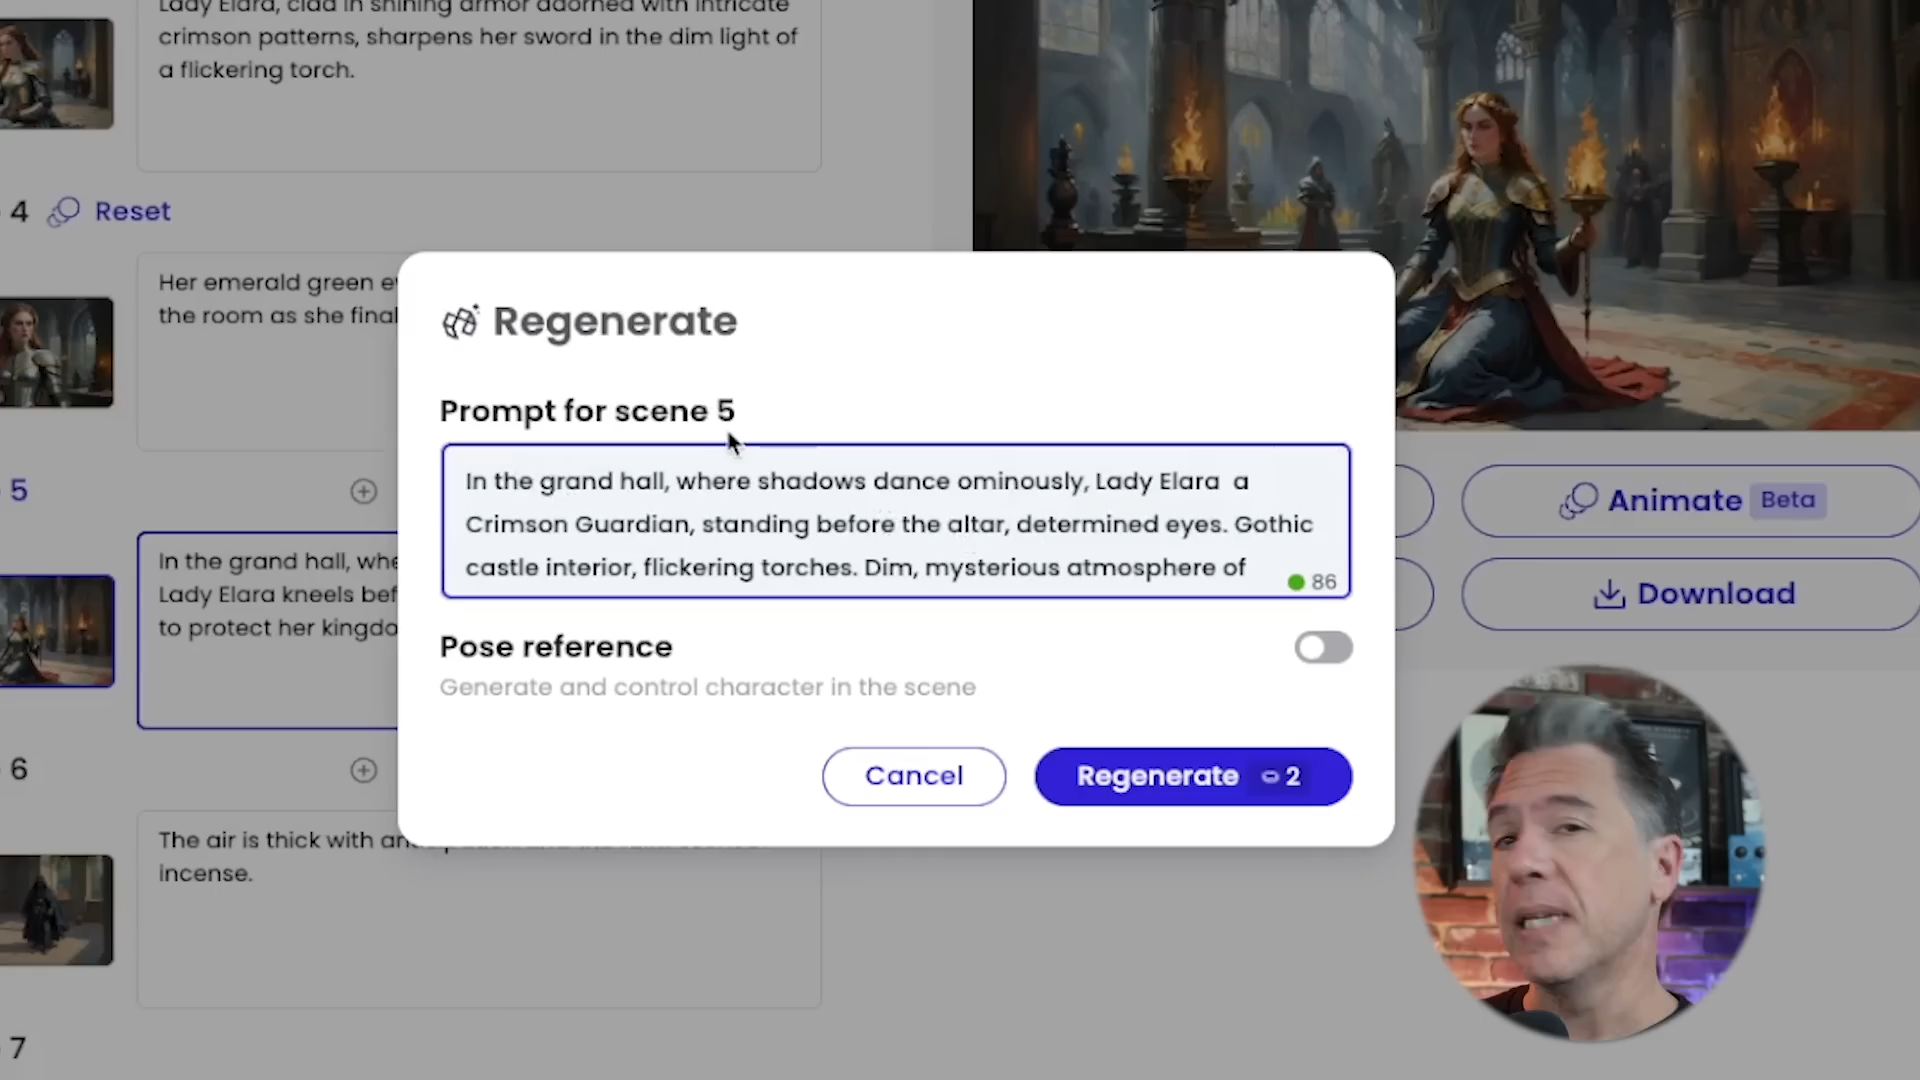 Lady Elara, clad in shining armor adorned with intricate
crimson patterns, sharpens her sword in the dim light of
a flickering torch.
4 Reset
Her emerald green
the room as she final
Regenerate
Prompt for scene 5
In the grand hall, where shadows dance ominously, Lady Elara a
Crimson Guardian, standing before the altar, determined eyes. Gothic
castle interior, flickering torches. Dim, mysterious atmosphere of
86
Pose reference
Generate and control character in the scene
Cancel
Regenerate 2
5
In the grand hall, whe
Lady Elara kneels bef
to protect her kingdo
Animate Beta
Download
6
The air is thick with
incense.
7